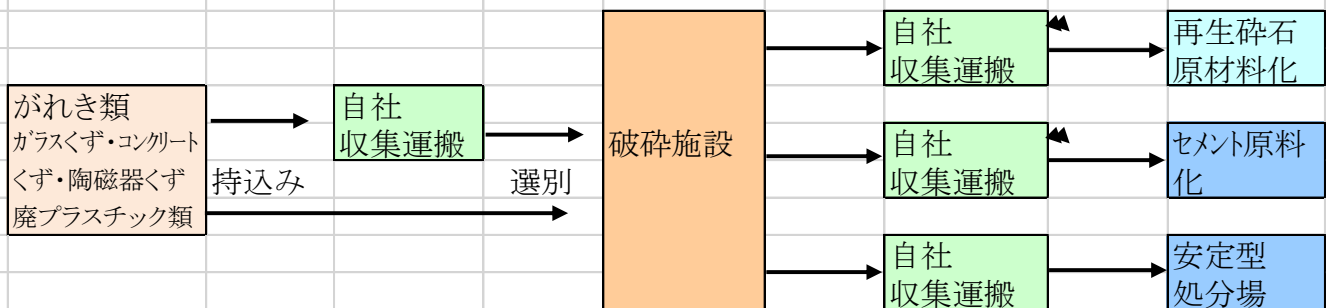 がれき類
ガラスくず・コンクリート
くず・陶磁器くず
廃プラスチック類
持込み
自社
収集運搬
選別
破砕施設
自社
収集運搬
再生砕石
原材料化
自社
収集運搬
セメント原料
化
自社
収集運搬
安定型
処分場